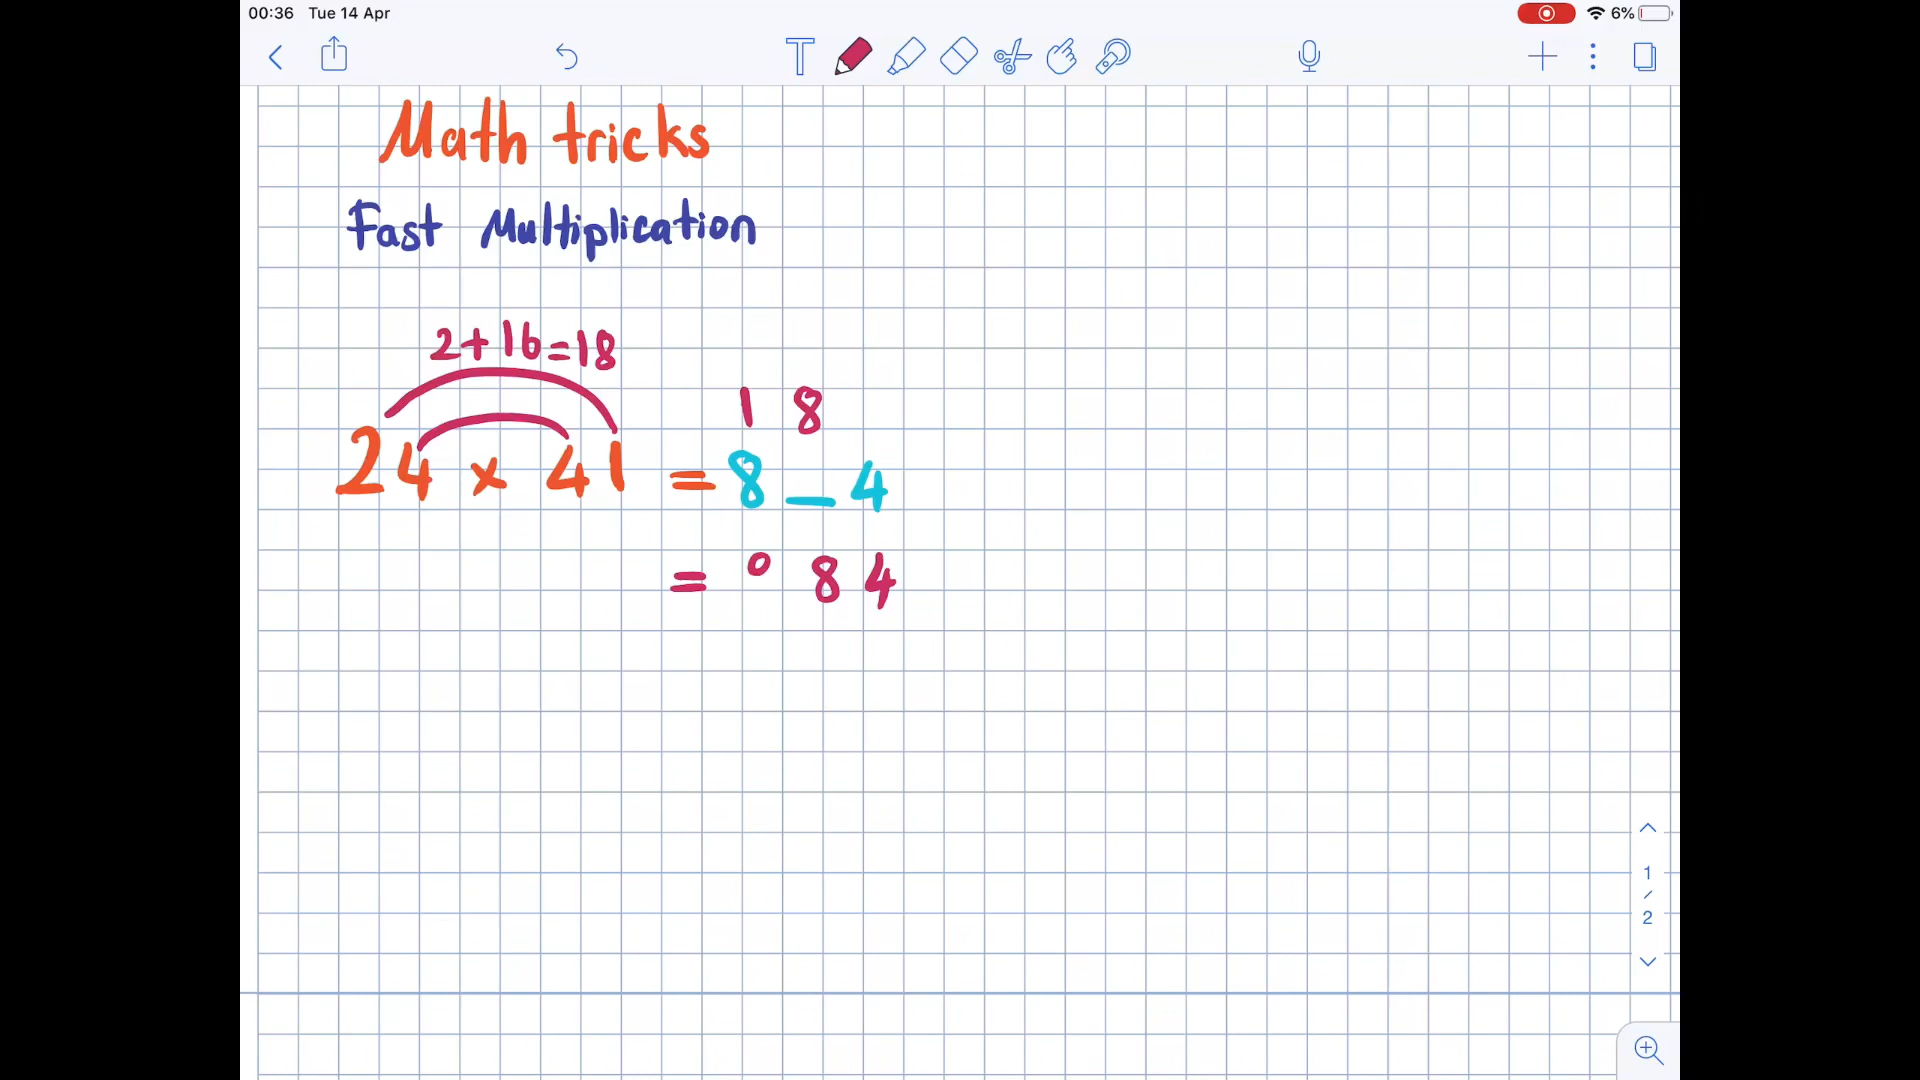 00:36 Tue 14 Apr
6%
Math tricks
Fast Multiplication
2+16=18
1 8
24 × 41 = 8 _ 4
= 0 8 4
1
/
2